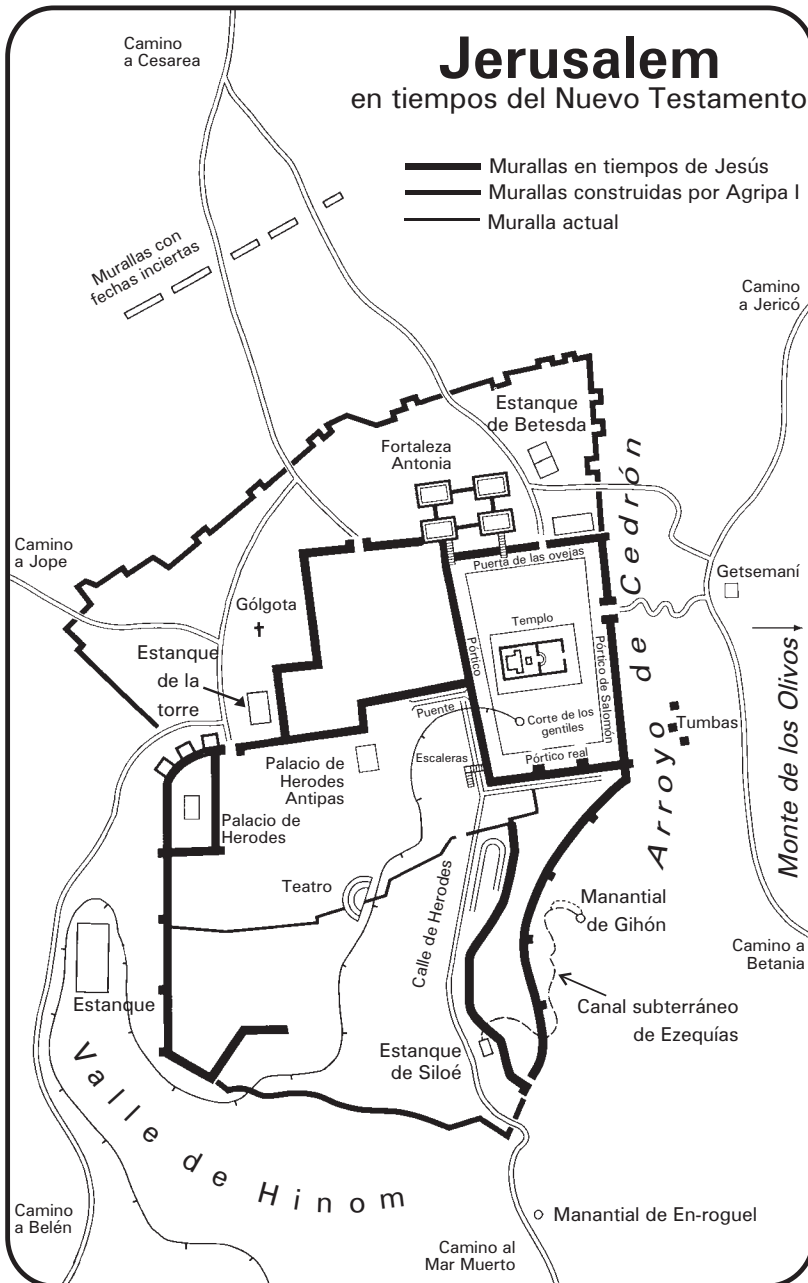 Jerusalem
en tiempos del Nuevo Testamento
Camino
a Cesarea
Murallas en tiempos de Jesús
Murallas construidas por Agripa I
Muralla actual
Murallas con
fechas inciertas
Camino
a Jericó
Estanque
de Betesda
Fortaleza
Antonia
Camino
a Jope
Puerta de las ovejas
Getsemaní
Gólgota
Templo
Pórtico
Pórtico de Salomón
Arroyo de Cedrón
Monte de los Olivos
Estanque
de la
torre
Puente
Corte de los
gentiles
Tumbas
Escaleras
Pórtico real
Palacio de
Herodes
Antipas
Palacio de
Herodes
Teatro
Calle de Herodes
Manantial
de Gihón
Camino a
Betania
Estanque
Canal subterráneo
de Ezequías
Estanque
de Siloé
Valle de Hinom
Camino
a Belén
Manantial de En-roguel
Camino al
Mar Muerto